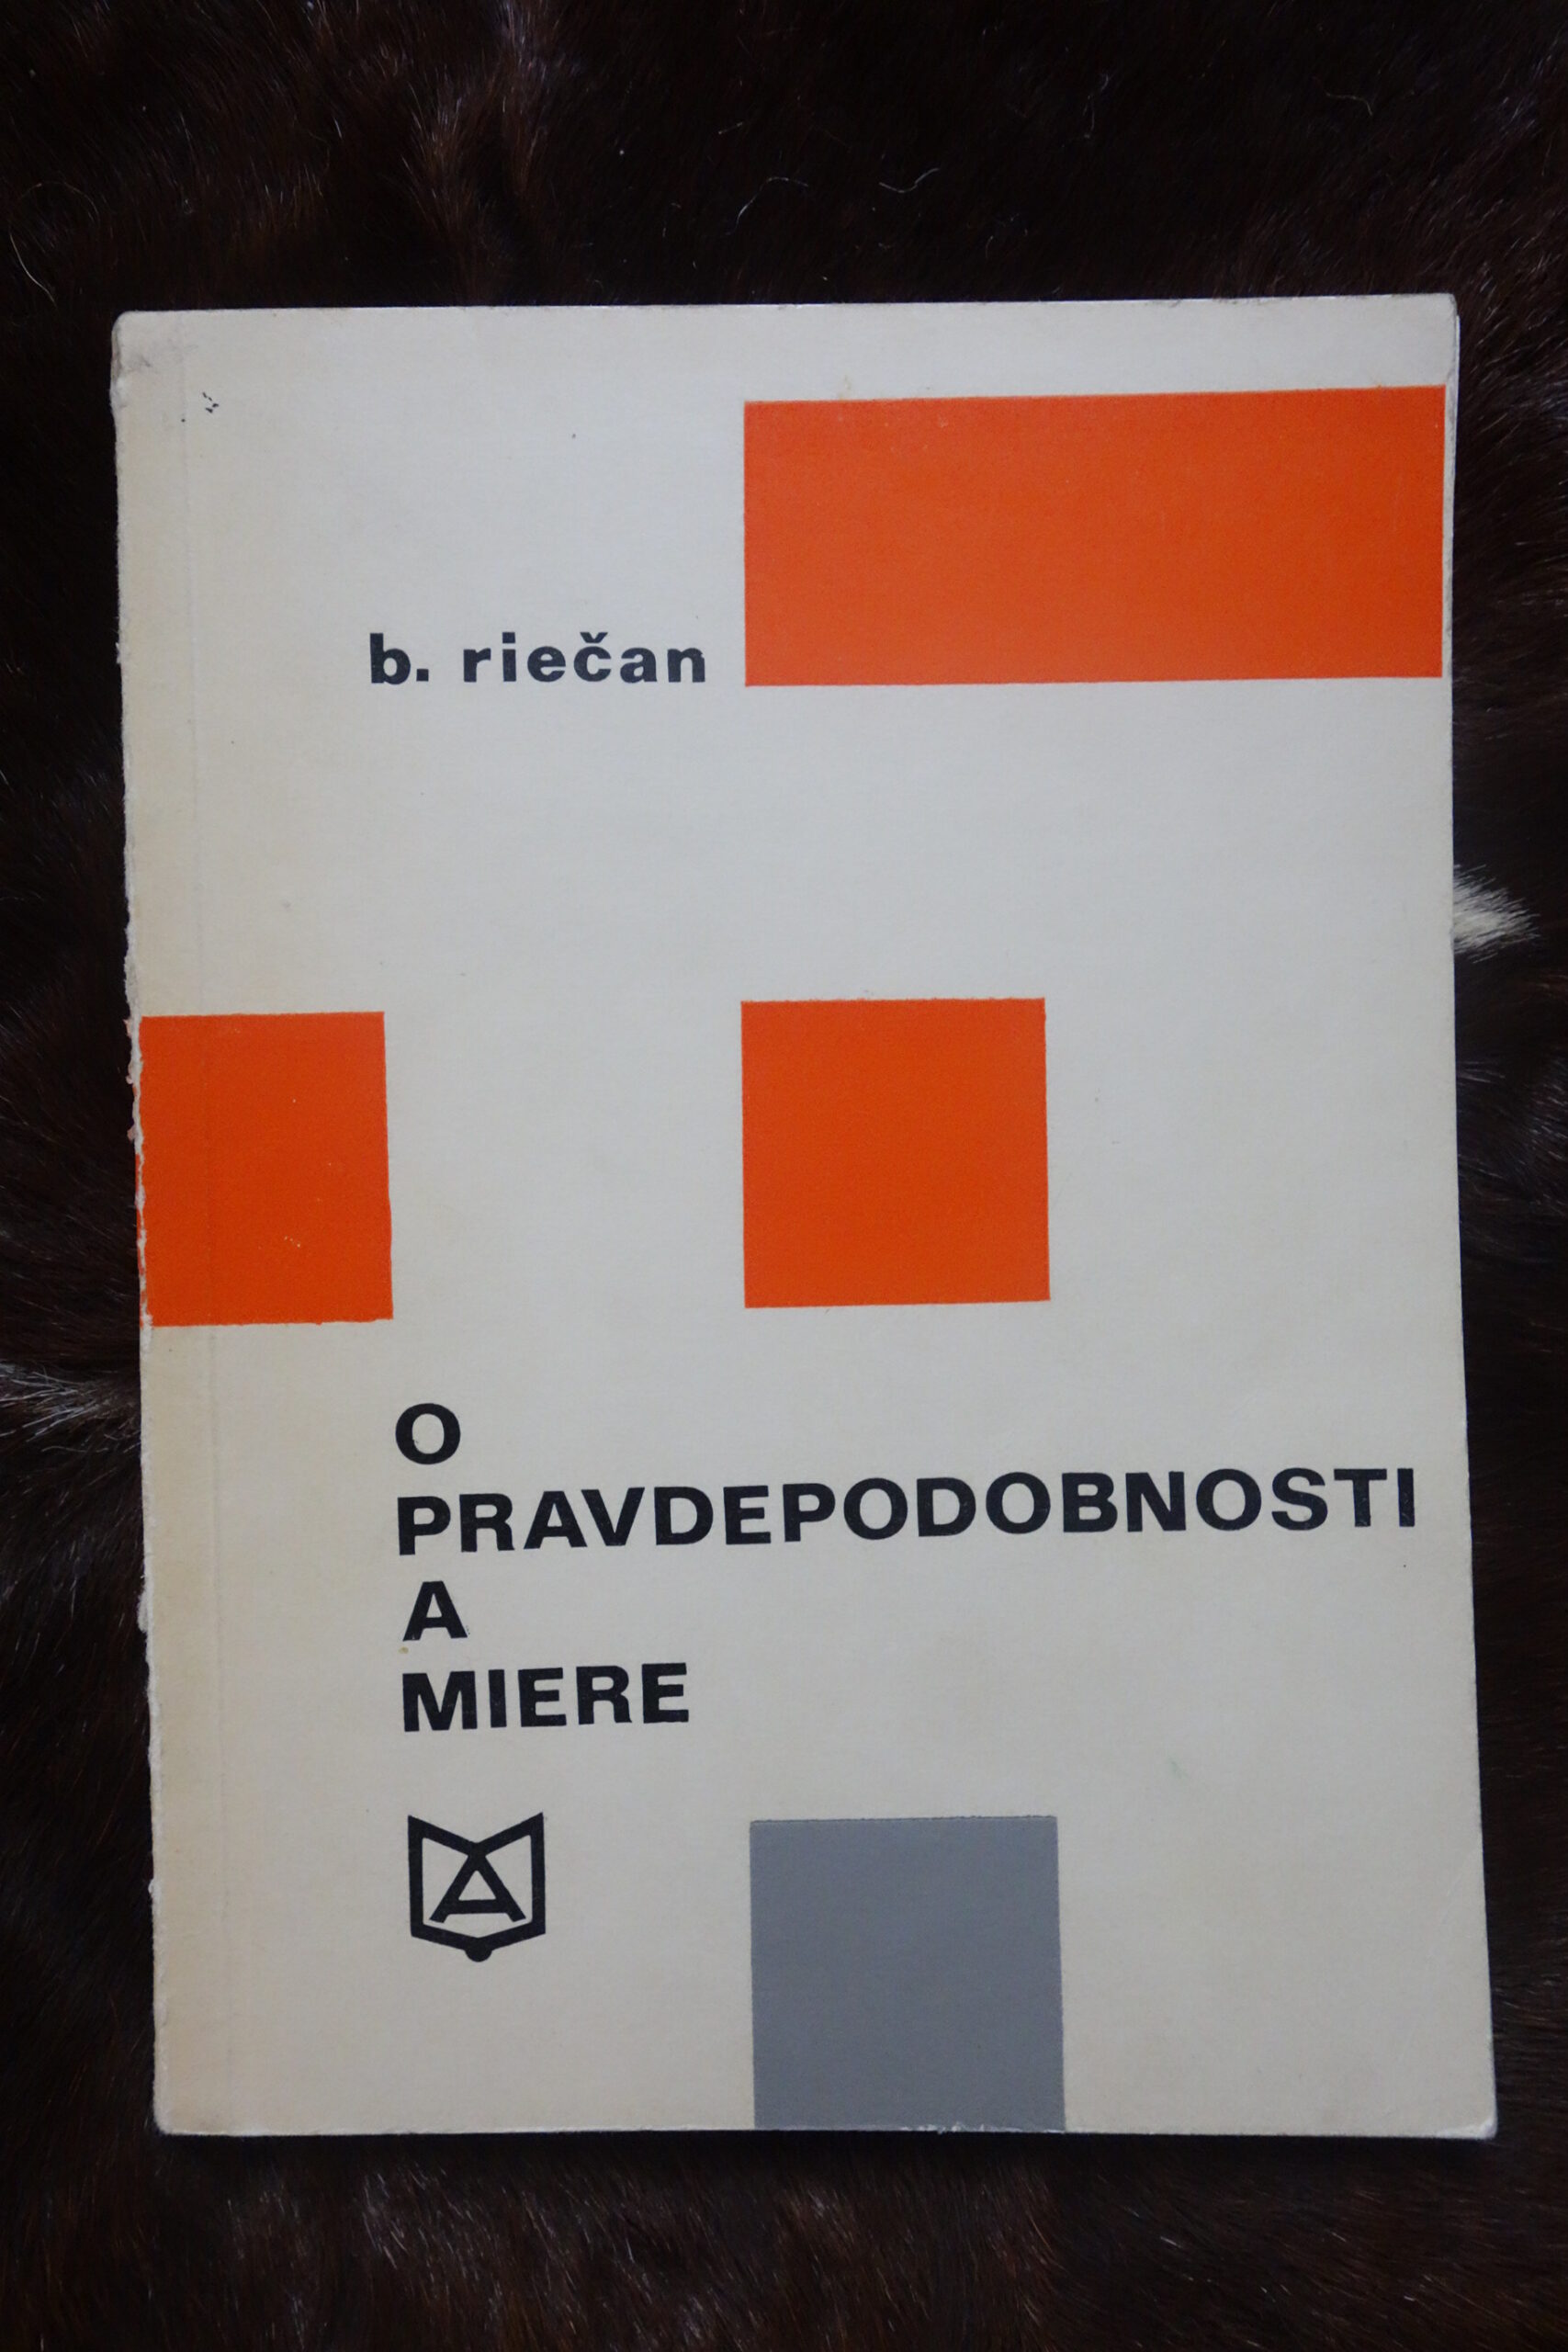 b. riečan
O
PRAVDEPODOBNOSTI
A
MIERE